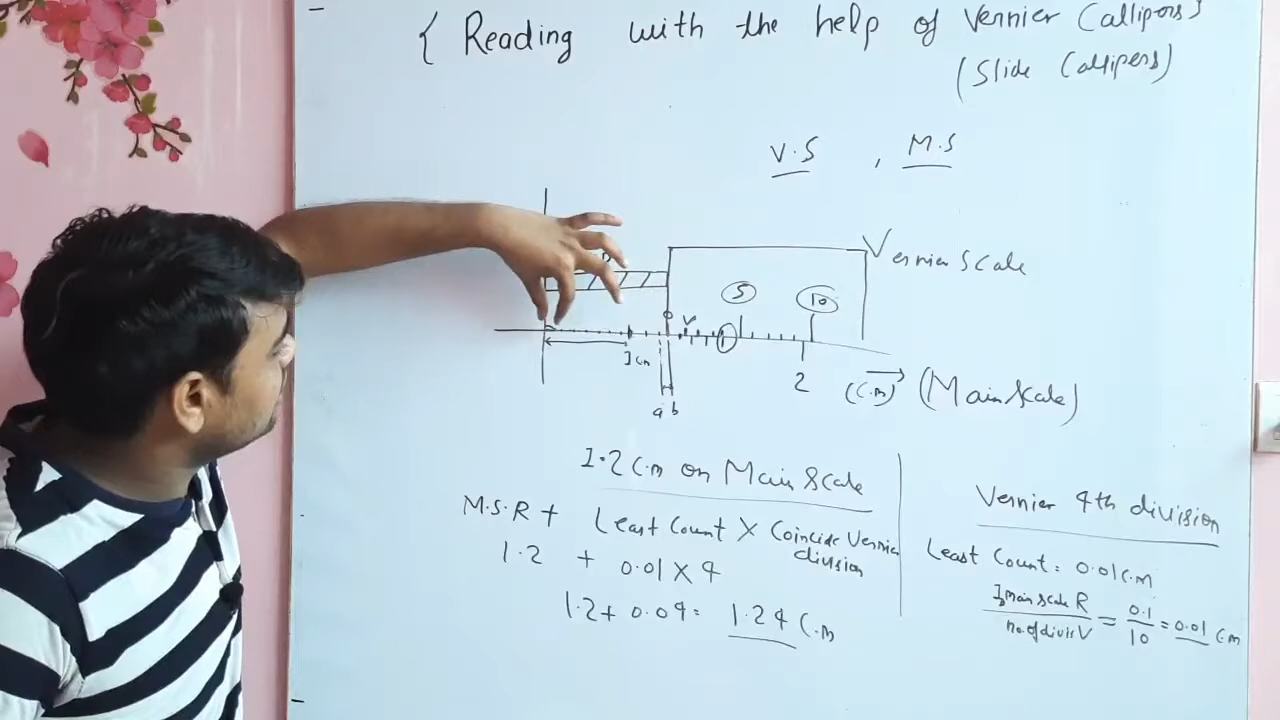 { Reading with the help of Vernier Callipers }
(Slide Callipers)
V.S , M.S
Vernier Scale
5
10
1cm
2
(C.m) (Main Scale)
a b
1.2 C.m on Main Scale
M.S.R + Least Count X Coincide Vernier division
1.2 + 0.01 X 4
1.2 + 0.04 = 1.24 C.m
Vernier 4th division
Least Count = 0.01 C.m
1 main scale R / no. of divis V = 0.1 / 10 = 0.01 C.m